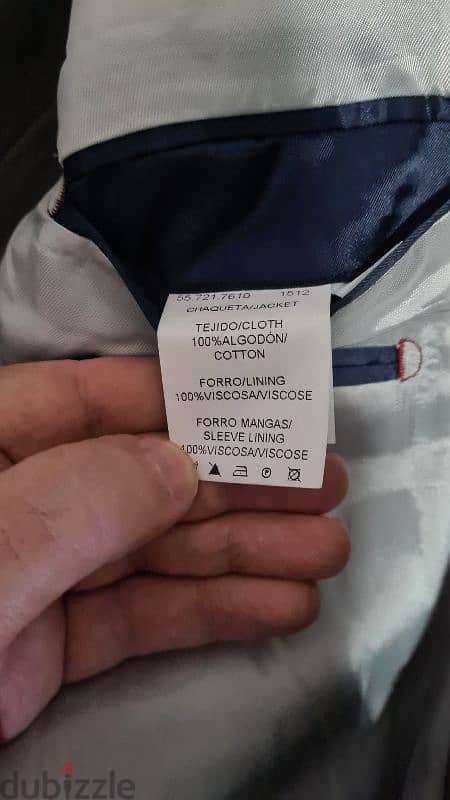 55.721.7610 1512
CHAQUETA/JACKET
TEJIDO/CLOTH
100%ALGODÓN/
COTTON
FORRO/LINING
100%VISCOSA/VISCOSE
FORRO MANGAS/
SLEEVE LINING
100%VISCOSA/VISCOSE
P
dubizzle